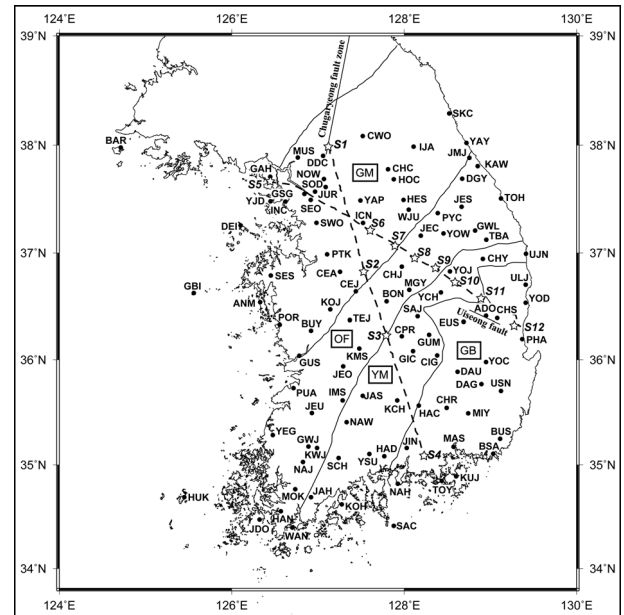 124˚E 126˚E 128˚E 130˚E
39˚N 39˚N
Chugaryeong fault zone
SKC
BAR CWO YAY
38˚N S1 IJA 38˚N
MUS DDC JMJ
GAH NOW CHC KAW
S5 SOD GM HOC DGY
GSG JUR
YJD INC SEO YAP HES JES TOH
WJU PYC
DEI SWO ICN S6 JEC YOW GWL
S7 TBA
37˚N PTK S8 CHY UJN 37˚N
CEA S2 CHJ S9 YOJ
SES S10 ULJ
GBI CEJ MGY YCH S11
ANM BON ADO CHS YOD
KOJ SAJ
POR TEJ EUS Uiseong fault S12
BUY OF S3 CPR PHA
GUM
36˚N GUS KMS GIC CIG GB YOC 36˚N
JEO YM DAU
PUA IMS JAS DAG USN
JEU KCH HAC CHR MIY
NAW
YEG GWJ JIN MAS BUS
KWJ HAD BSA
35˚N NAJ SCH YSU S4 35˚N
KUJ
HUK MOK JAH NAH TOY
HAN KOH
JDO WAN SAC
34˚N 34˚N
124˚E 126˚E 128˚E 130˚E